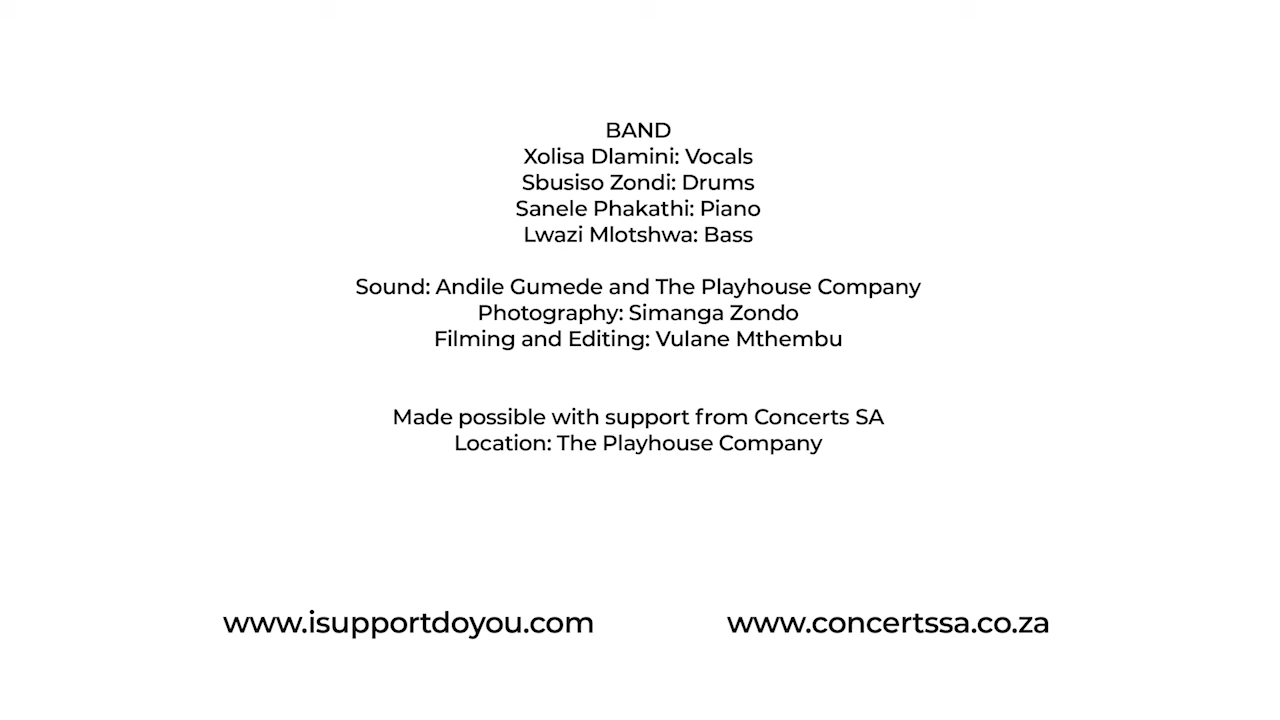 BAND
Xolisa Dlamini: Vocals
Sbusiso Zondi: Drums
Sanele Phakathi: Piano
Lwazi Mlotshwa: Bass
Sound: Andile Gumede and The Playhouse Company
Photography: Simanga Zondo
Filming and Editing: Vulane Mthembu
Made possible with support from Concerts SA
Location: The Playhouse Company
www.isupportdoyou.com
www.concertssa.co.za